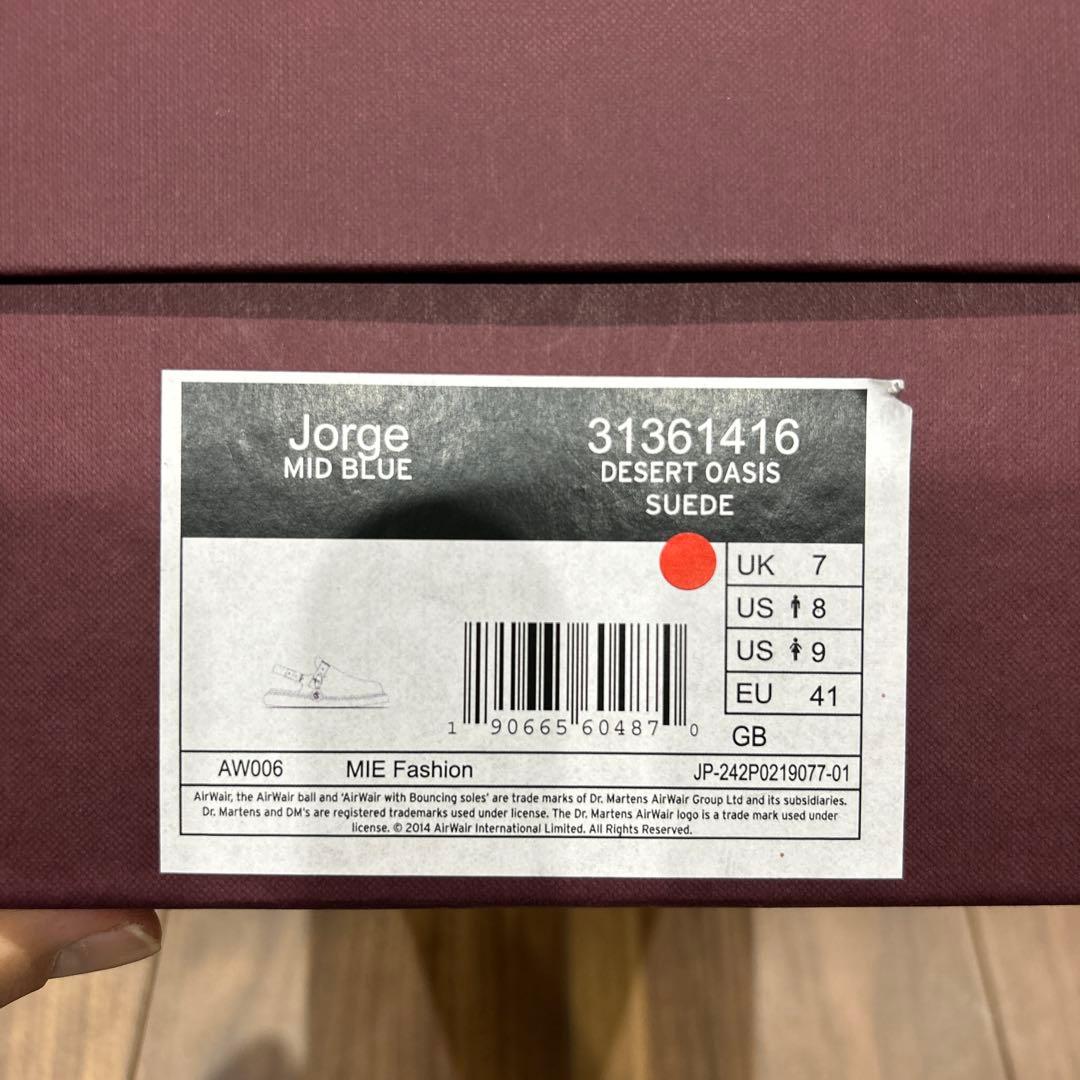 Jorge
MID BLUE
31361416
DESERT OASIS
SUEDE
UK 7
US 8
US 9
EU 41
GB
1 90665 60487 0
AW006 MIE Fashion JP-242P0219077-01
AirWair, the AirWair ball and 'AirWair with Bouncing soles' are trade marks of Dr. Martens AirWair Group Ltd and its subsidiaries.
Dr. Martens and DM's are registered trademarks used under license. The Dr. Martens AirWair logo is a trade mark used under
license. © 2014 AirWair International Limited. All Rights Reserved.